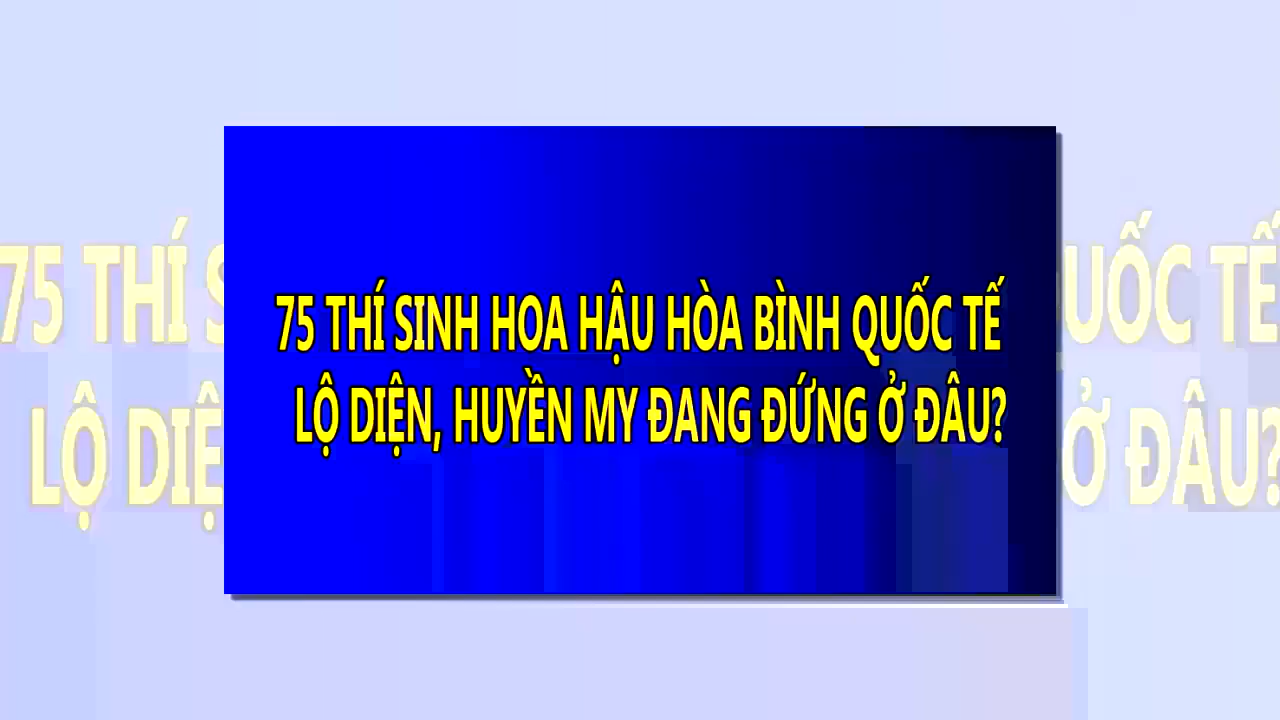 75 THÍ SINH HOA HẬU HÒA BÌNH QUỐC TẾ
LỘ DIỆN, HUYỀN MY ĐANG ĐỨNG Ở ĐÂU?